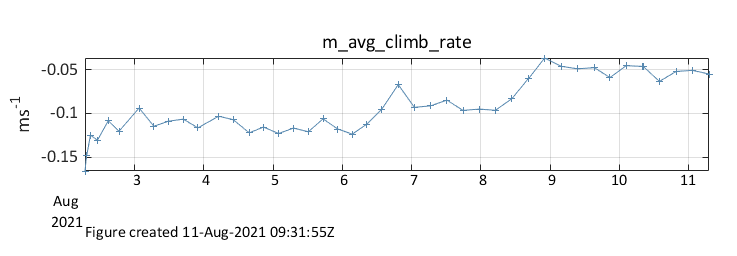 m_avg_climb_rate
ms-1
-0.05
-0.1
-0.15
3 4 5 6 7 8 9 10 11
Aug
2021
Figure created 11-Aug-2021 09:31:55Z